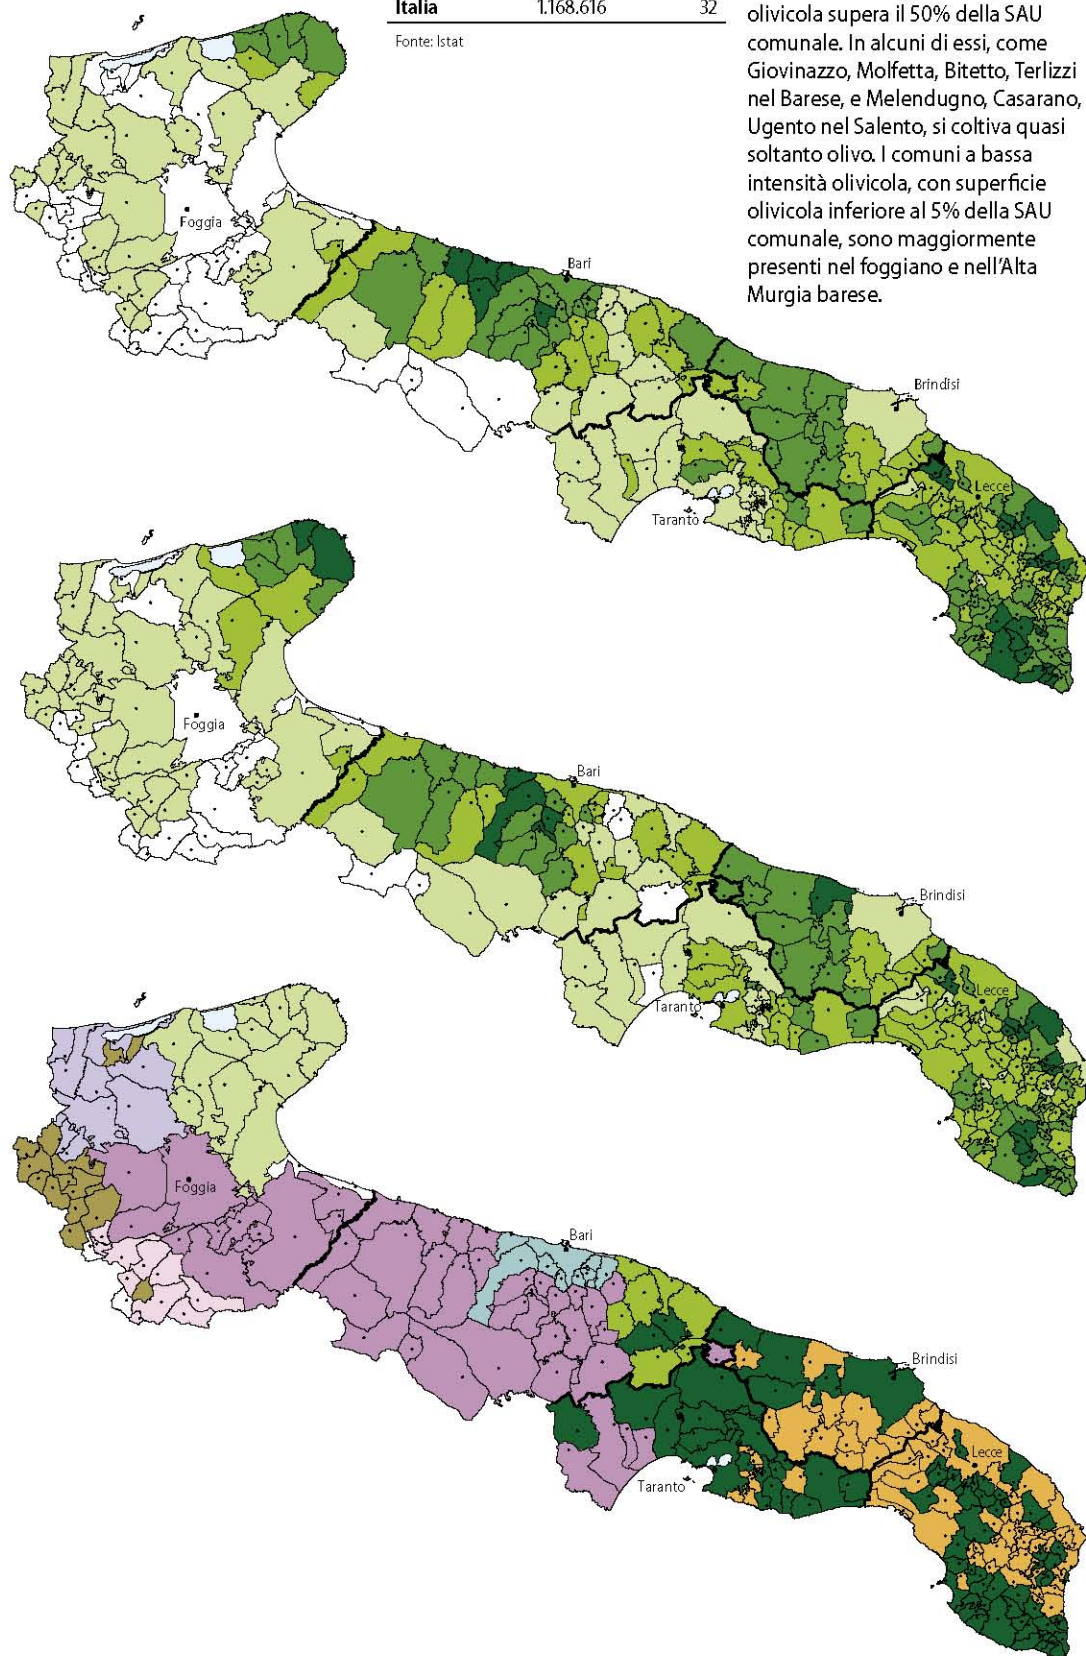 Italia 1.168.616 32
Fonte: Istat
olivicola supera il 50% della SAU
comunale. In alcuni di essi, come
Giovinazzo, Molfetta, Bitetto, Terlizzi
nel Barese, e Melendugno, Casarano,
Ugento nel Salento, si coltiva quasi
soltanto olivo. I comuni a bassa
intensità olivicola, con superficie
olivicola inferiore al 5% della SAU
comunale, sono maggiormente
presenti nel foggiano e nell'Alta
Murgia barese.
Foggia
Bari
Brindisi
Lecce
Taranto
Foggia
Bari
Brindisi
Lecce
Taranto
Foggia
Bari
Brindisi
Lecce
Taranto